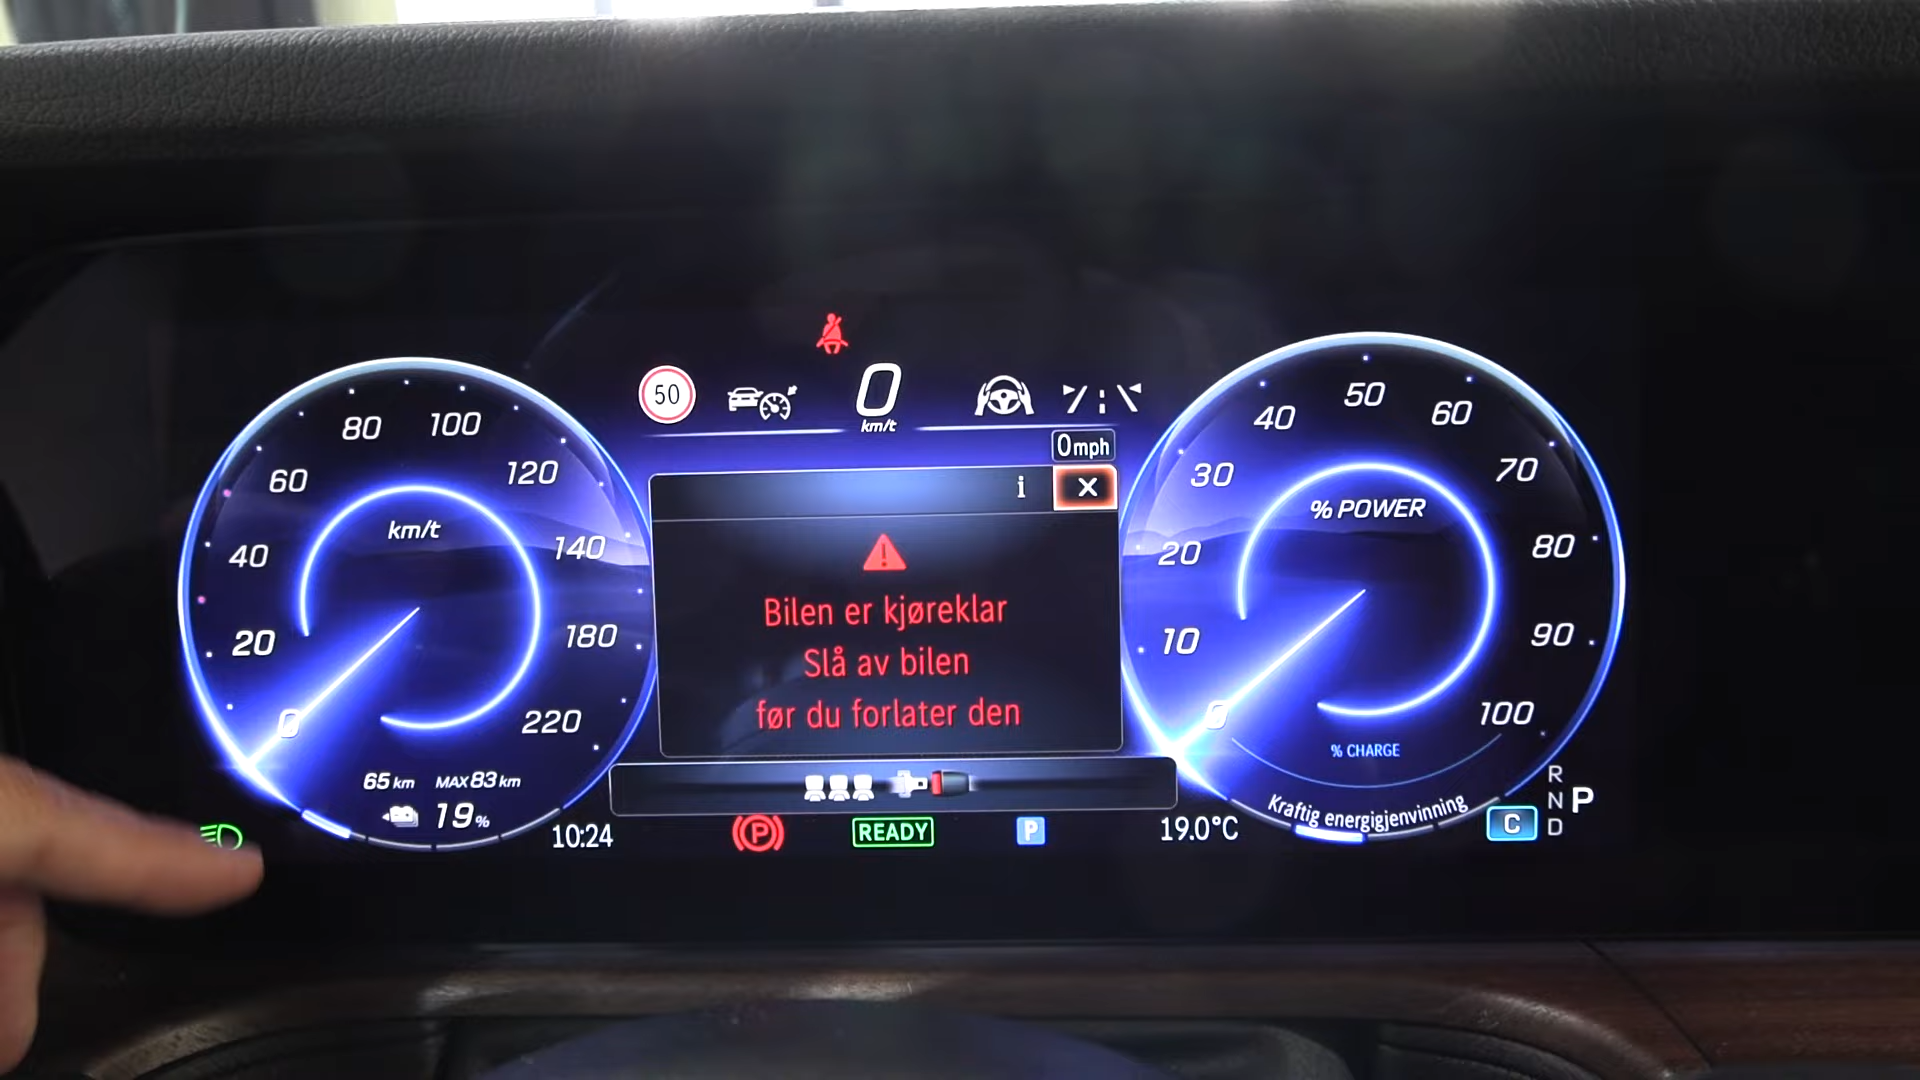 50
0
km/t
0mph
i
Bilen er kjøreklar
Slå av bilen
før du forlater den
km/t
0
20
40
60
80
100
120
140
180
220
65 km MAX 83 km
19%
10:24
P
READY
P
19.0°C
% POWER
0
10
20
30
40
50
60
70
80
90
100
% CHARGE
Kraftig energigjenvinning
C
R
N
D
P